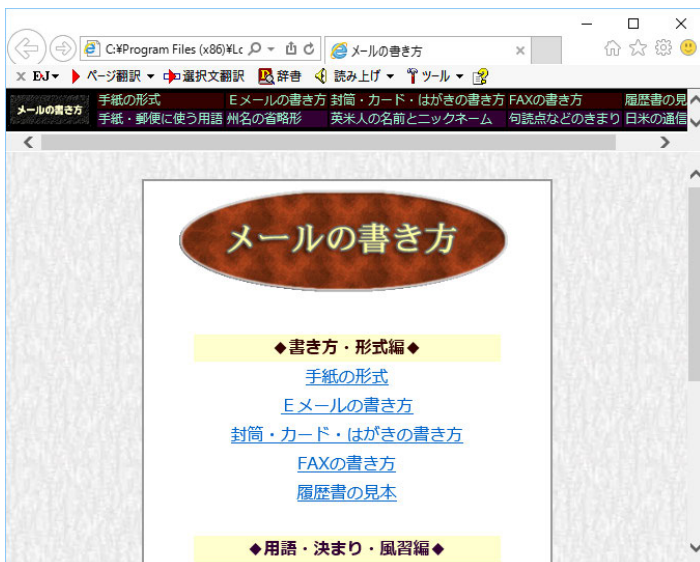 C:¥Program Files (x86)¥Lc
メールの書き方
× EJ ページ翻訳 選択文翻訳 辞書 読み上げ ツール
メールの書き方
手紙の形式 Eメールの書き方 封筒・カード・はがきの書き方 FAXの書き方 履歴書の見
手紙・郵便に使う用語 州名の省略形 英米人の名前とニックネーム 句読点などのきまり 日米の通信
メールの書き方
◆書き方・形式編◆
手紙の形式
Eメールの書き方
封筒・カード・はがきの書き方
FAXの書き方
履歴書の見本
◆用語・決まり・風習編◆